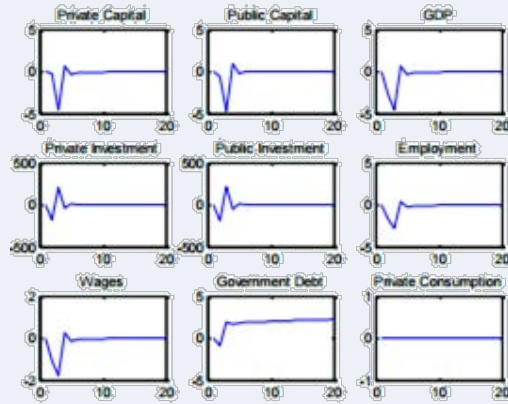 Private Capital Public Capital GDP
5 5 5
0 0 0
-5 -5 -5
0 10 20 0 10 20 0 10 20
Private Investment Public Investment Employment
500 500 5
0 0 0
-500 -500 -5
0 10 20 0 10 20 0 10 20
Wages Government Debt Private Consumption
2 5 1
0 0 0
-2 -5 -1
0 10 20 0 10 20 0 10 20